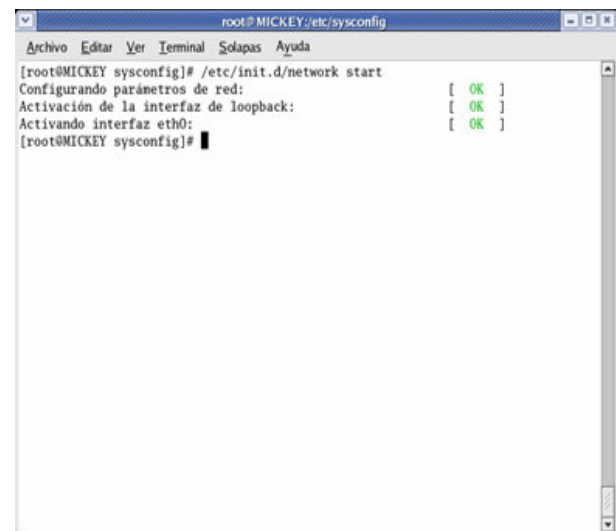 root@MICKEY:/etc/sysconfig
Archivo Editar Ver Terminal Solapas Ayuda
[root@MICKEY sysconfig]# /etc/init.d/network start
Configurando parámetros de red: [ OK ]
Activación de la interfaz de loopback: [ OK ]
Activando interfaz eth0: [ OK ]
[root@MICKEY sysconfig]#